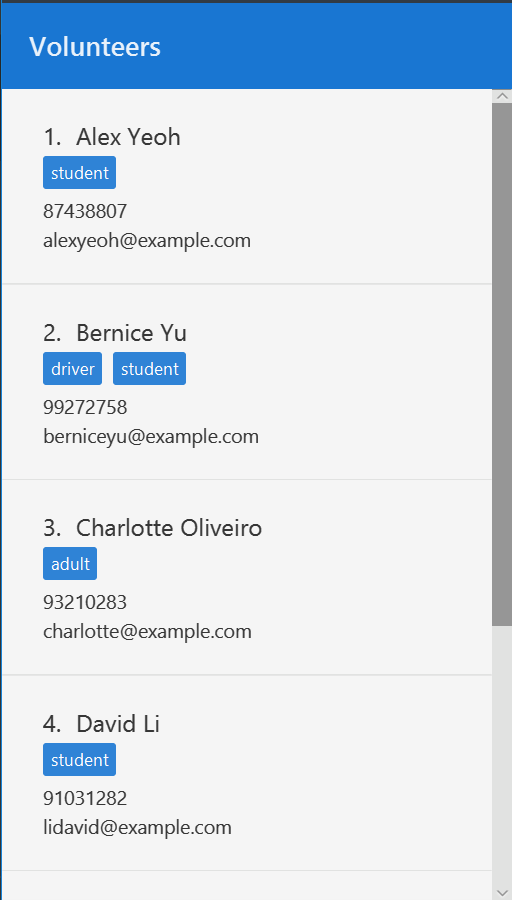 Volunteers
1. Alex Yeoh
student
87438807
alexyeoh@example.com
2. Bernice Yu
driver student
99272758
berniceyu@example.com
3. Charlotte Oliveiro
adult
93210283
charlotte@example.com
4. David Li
student
91031282
lidavid@example.com